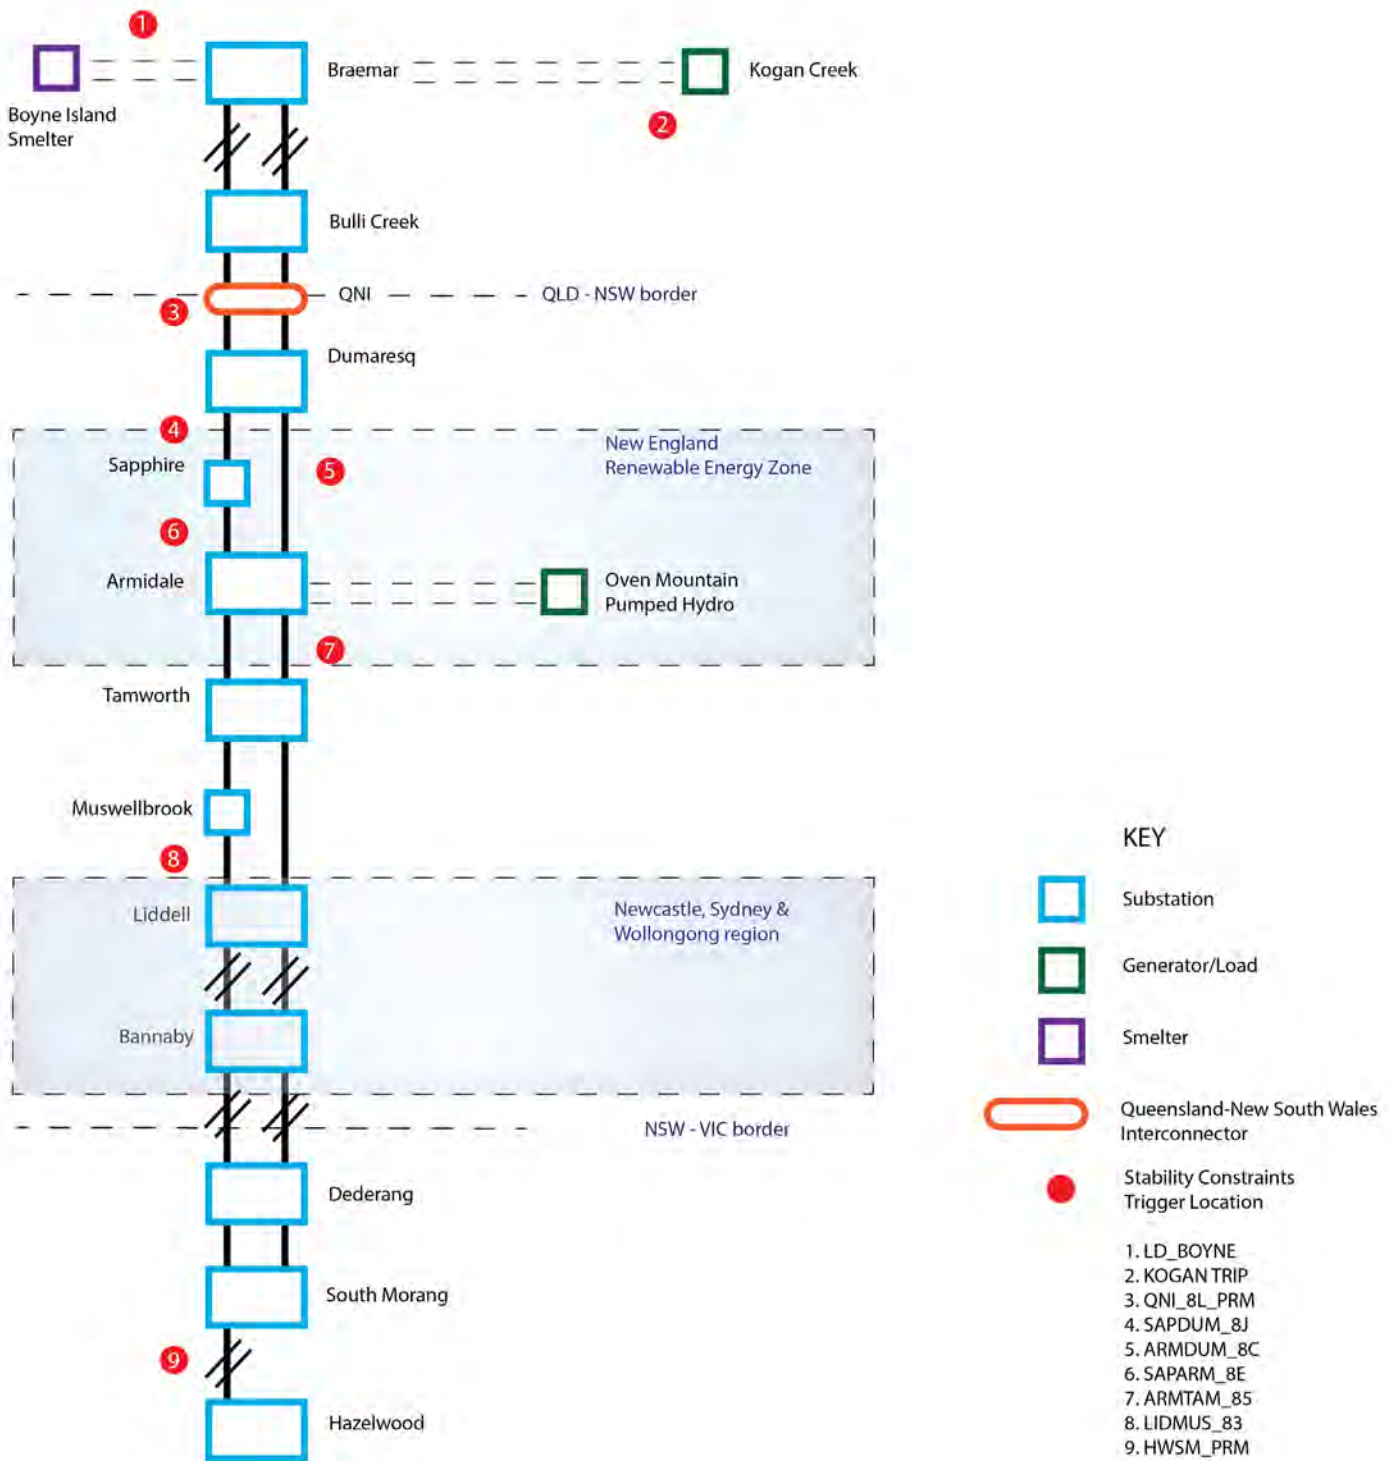 1
Braemar
Kogan Creek
Boyne Island
Smelter
2
Bulli Creek
QNI
QLD - NSW border
3
Dumaresq
4
New England
Renewable Energy Zone
Sapphire
5
6
Armidale
Oven Mountain
Pumped Hydro
7
Tamworth
Muswellbrook
8
Liddell
Newcastle, Sydney &
Wollongong region
Bannaby
NSW - VIC border
Dederang
South Morang
9
Hazelwood
KEY
Substation
Generator/Load
Smelter
Queensland-New South Wales
Interconnector
Stability Constraints
Trigger Location
1. LD_BOYNE
2. KOGAN TRIP
3. QNI_8L_PRM
4. SAPDUM_8J
5. ARMDUM_8C
6. SAPARM_8E
7. ARMTAM_85
8. LIDMUS_83
9. HWSM_PRM